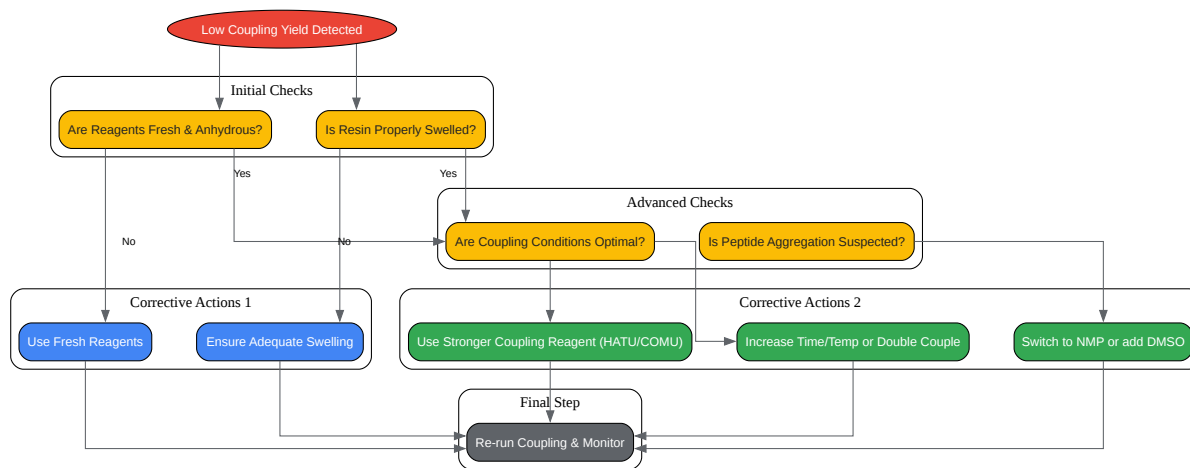 Low Coupling Yield Detected
Initial Checks
Are Reagents Fresh & Anhydrous?
Is Resin Properly Swelled?
Yes
Yes
Advanced Checks
No
No
Are Coupling Conditions Optimal?
Is Peptide Aggregation Suspected?
Corrective Actions 1
Corrective Actions 2
Use Fresh Reagents
Ensure Adequate Swelling
Use Stronger Coupling Reagent (HATU/COMU)
Increase Time/Temp or Double Couple
Switch to NMP or add DMSO
Final Step
Re-run Coupling & Monitor